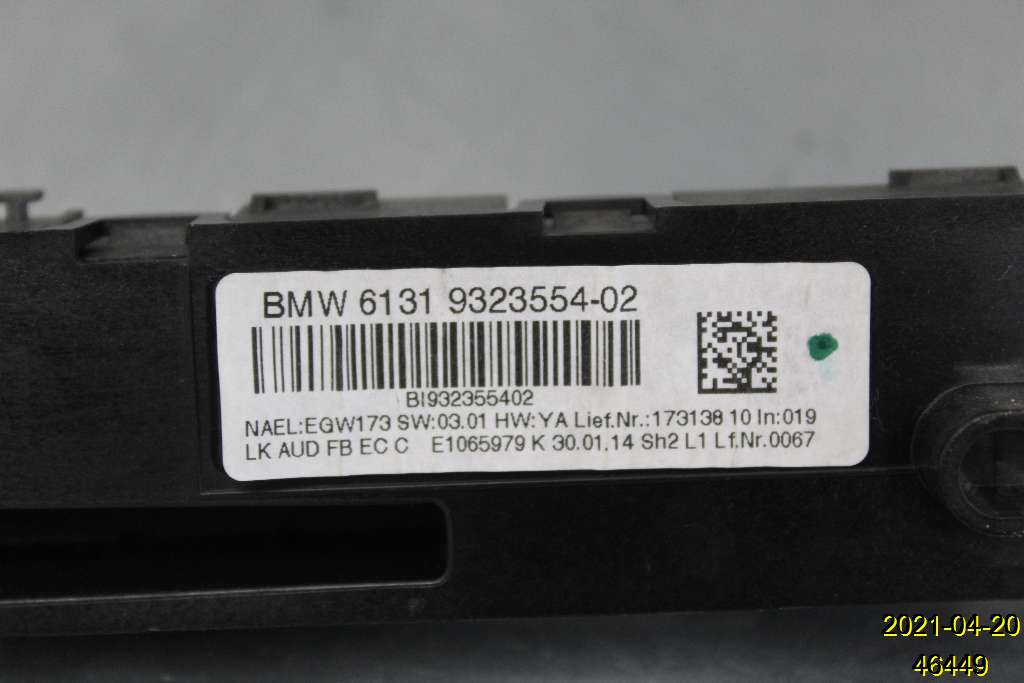 BMW 6131 9323554-02
BI932355402
NAEL:EGW173 SW:03.01 HW:YA Lief.Nr.:173138 10 In:019
LK AUD FB EC C E1065979 K 30.01.14 Sh2 L1 Lf.Nr.0067
2021-04-20
46449